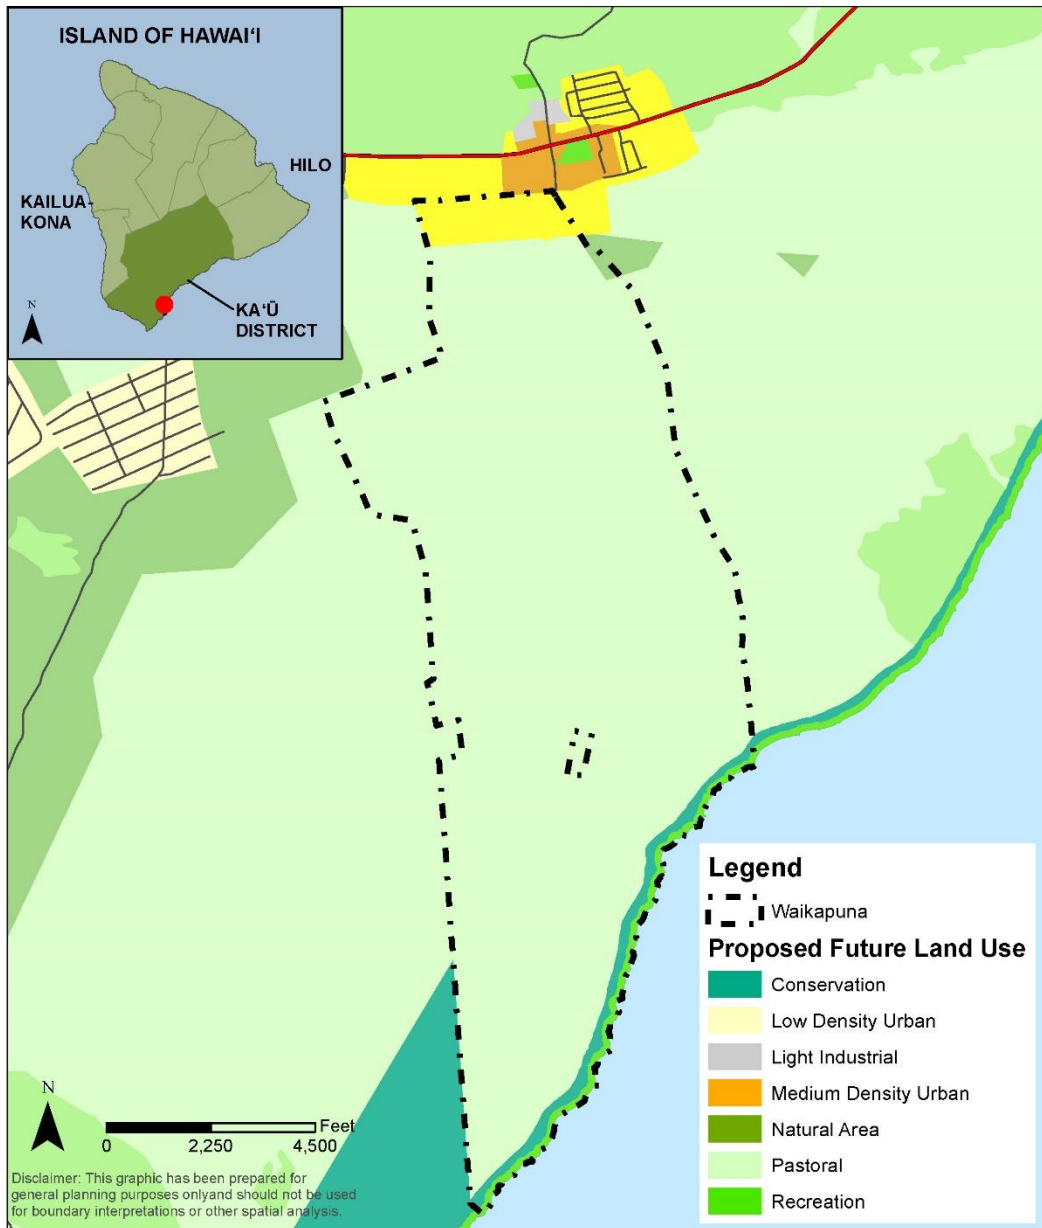 ISLAND OF HAWAIʻI
HILO
KAILUA-
KONA
N
KAʻŪ
DISTRICT
Legend
Waikapuna
Proposed Future Land Use
Conservation
Low Density Urban
Light Industrial
Medium Density Urban
Natural Area
Pastoral
Recreation
N
Feet
0 2,250 4,500
Disclaimer: This graphic has been prepared for
general planning purposes onlyand should not be used
for boundary interpretations or other spatial analysis.